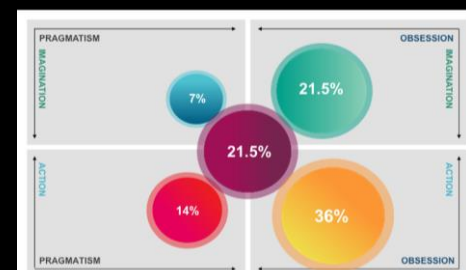 PRAGMATISM
OBSESSION
IMAGINATION
IMAGINATION
7%
21.5%
21.5%
ACTION
ACTION
14%
36%
PRAGMATISM
OBSESSION